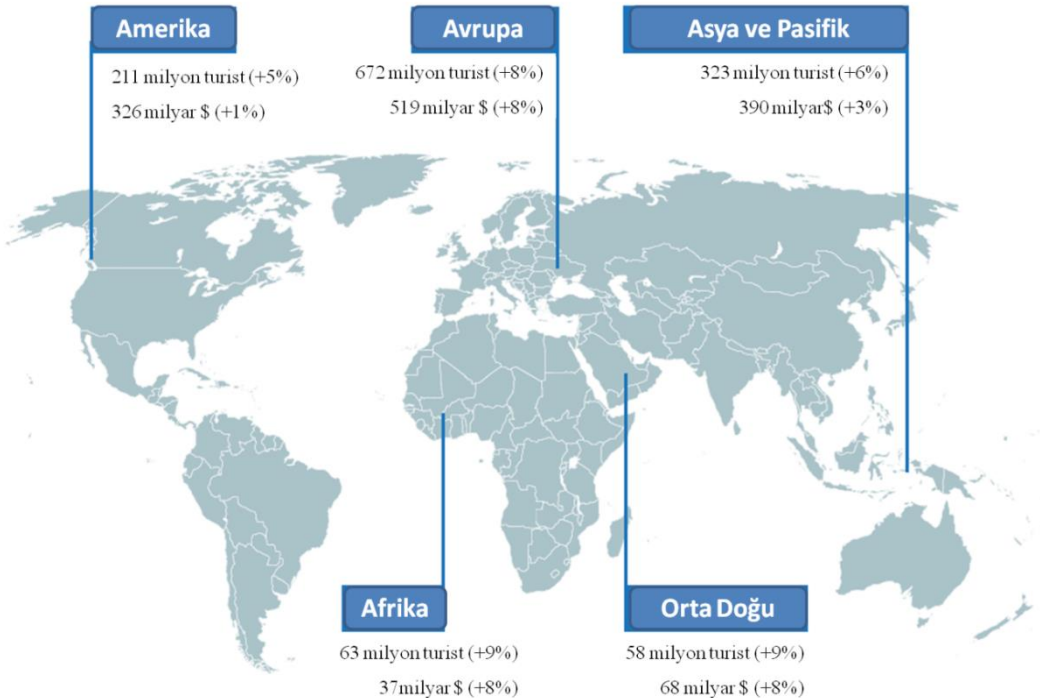 Amerika
211 milyon turist (+5%)
326 milyar $ (+1%)
Avrupa
672 milyon turist (+8%)
519 milyar $ (+8%)
Asya ve Pasifik
323 milyon turist (+6%)
390 milyar$ (+3%)
Afrika
63 milyon turist (+9%)
37milyar $ (+8%)
Orta Doğu
58 milyon turist (+9%)
68 milyar $ (+8%)